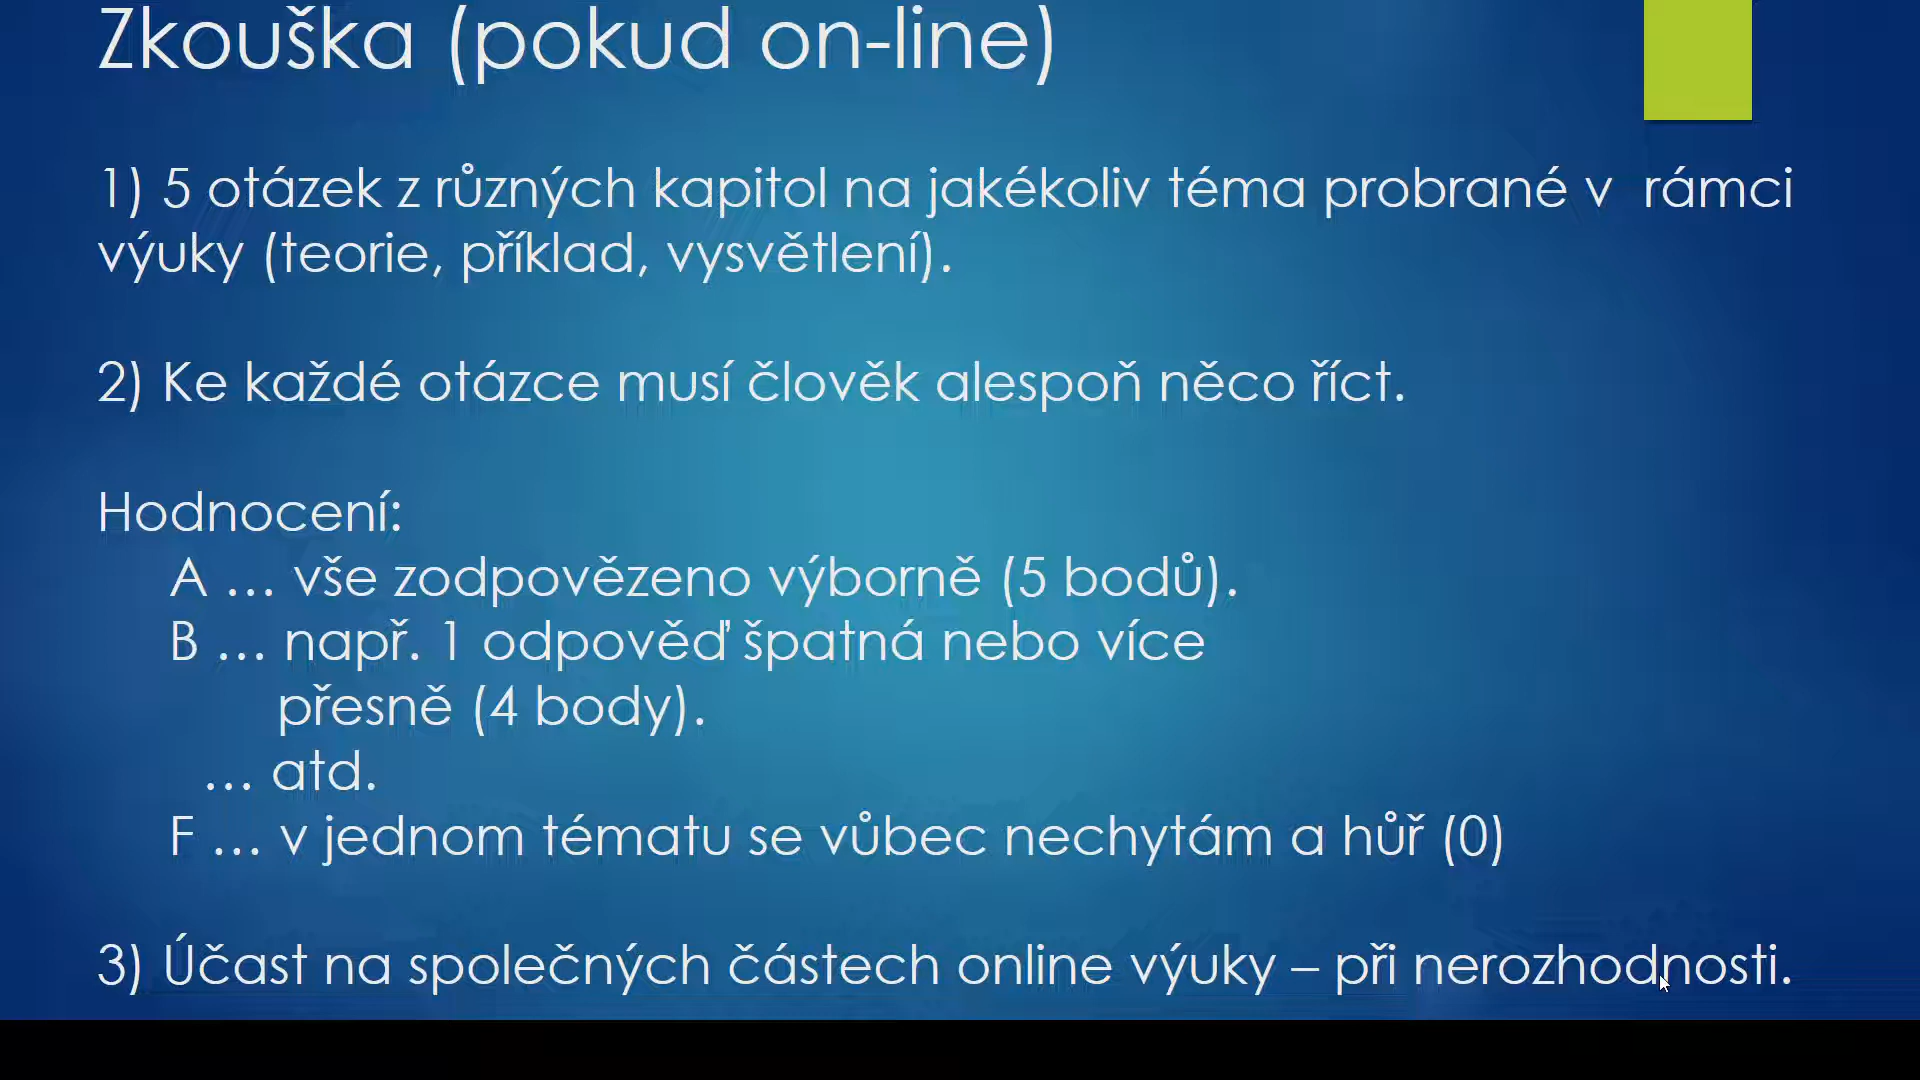 Zkouška (pokud on-line)
1) 5 otázek z různých kapitol na jakékoliv téma probrané v rámci
výuky (teorie, příklad, vysvětlení).
2) Ke každé otázce musí člověk alespoň něco říct.
Hodnocení:
A … vše zodpovězeno výborně (5 bodů).
B … např. 1 odpověď špatná nebo více
přesně (4 body).
… atd.
F … v jednom tématu se vůbec nechytám a hůř (0)
3) Účast na společných částech online výuky – při nerozhodnosti.